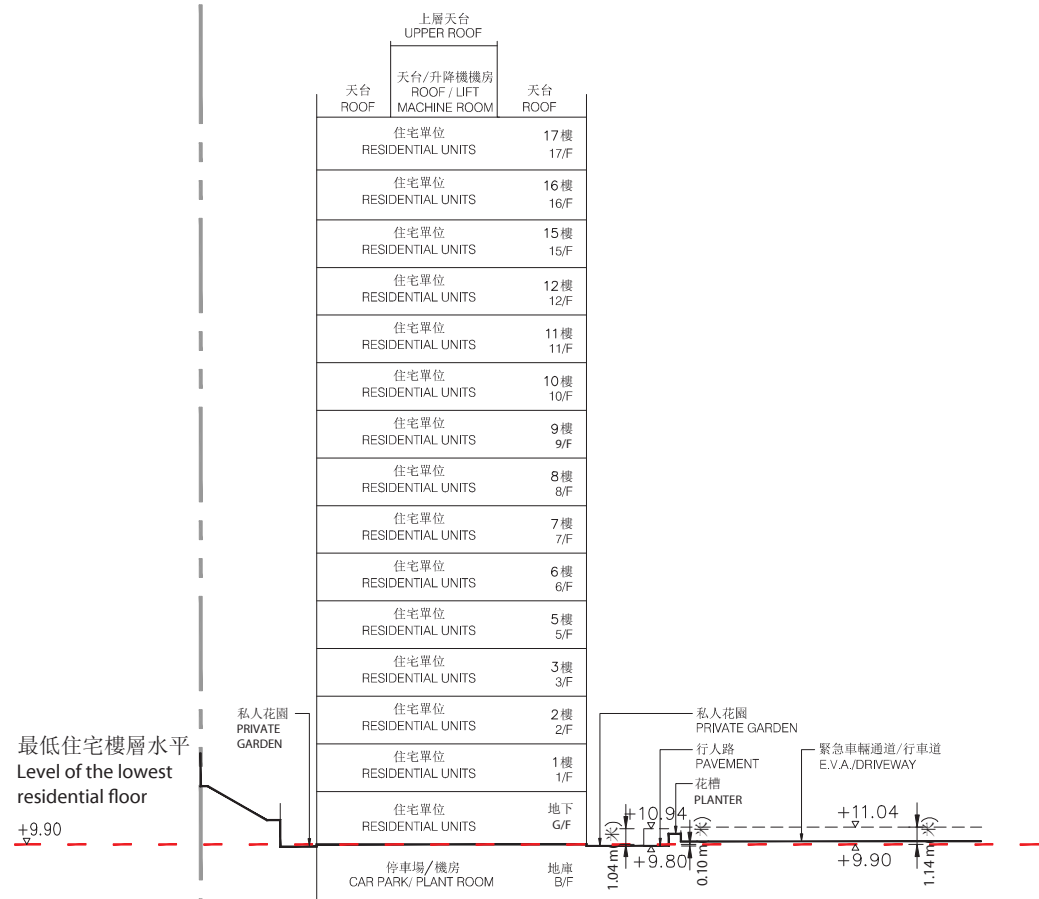 上層天台
UPPER ROOF
天台/升降機機房
ROOF / LIFT
MACHINE ROOM
天台
ROOF
天台
ROOF
住宅單位
RESIDENTIAL UNITS
17樓
17/F
住宅單位
RESIDENTIAL UNITS
16樓
16/F
住宅單位
RESIDENTIAL UNITS
15樓
15/F
住宅單位
RESIDENTIAL UNITS
12樓
12/F
住宅單位
RESIDENTIAL UNITS
11樓
11/F
住宅單位
RESIDENTIAL UNITS
10樓
10/F
住宅單位
RESIDENTIAL UNITS
9樓
9/F
住宅單位
RESIDENTIAL UNITS
8樓
8/F
住宅單位
RESIDENTIAL UNITS
7樓
7/F
住宅單位
RESIDENTIAL UNITS
6樓
6/F
住宅單位
RESIDENTIAL UNITS
5樓
5/F
住宅單位
RESIDENTIAL UNITS
3樓
3/F
住宅單位
RESIDENTIAL UNITS
2樓
2/F
住宅單位
RESIDENTIAL UNITS
1樓
1/F
住宅單位
RESIDENTIAL UNITS
地下
G/F
停車場/機房
CAR PARK/ PLANT ROOM
地庫
B/F
私人花園
PRIVATE
GARDEN
最低住宅樓層水平
Level of the lowest
residential floor
+9.90
私人花園
PRIVATE GARDEN
行人路
PAVEMENT
花槽
PLANTER
緊急車輛通道/行車道
E.V.A./DRIVEWAY
+10.94
+9.80
1.04 m(米)
0.10 m(米)
+11.04
+9.90
1.14 m(米)